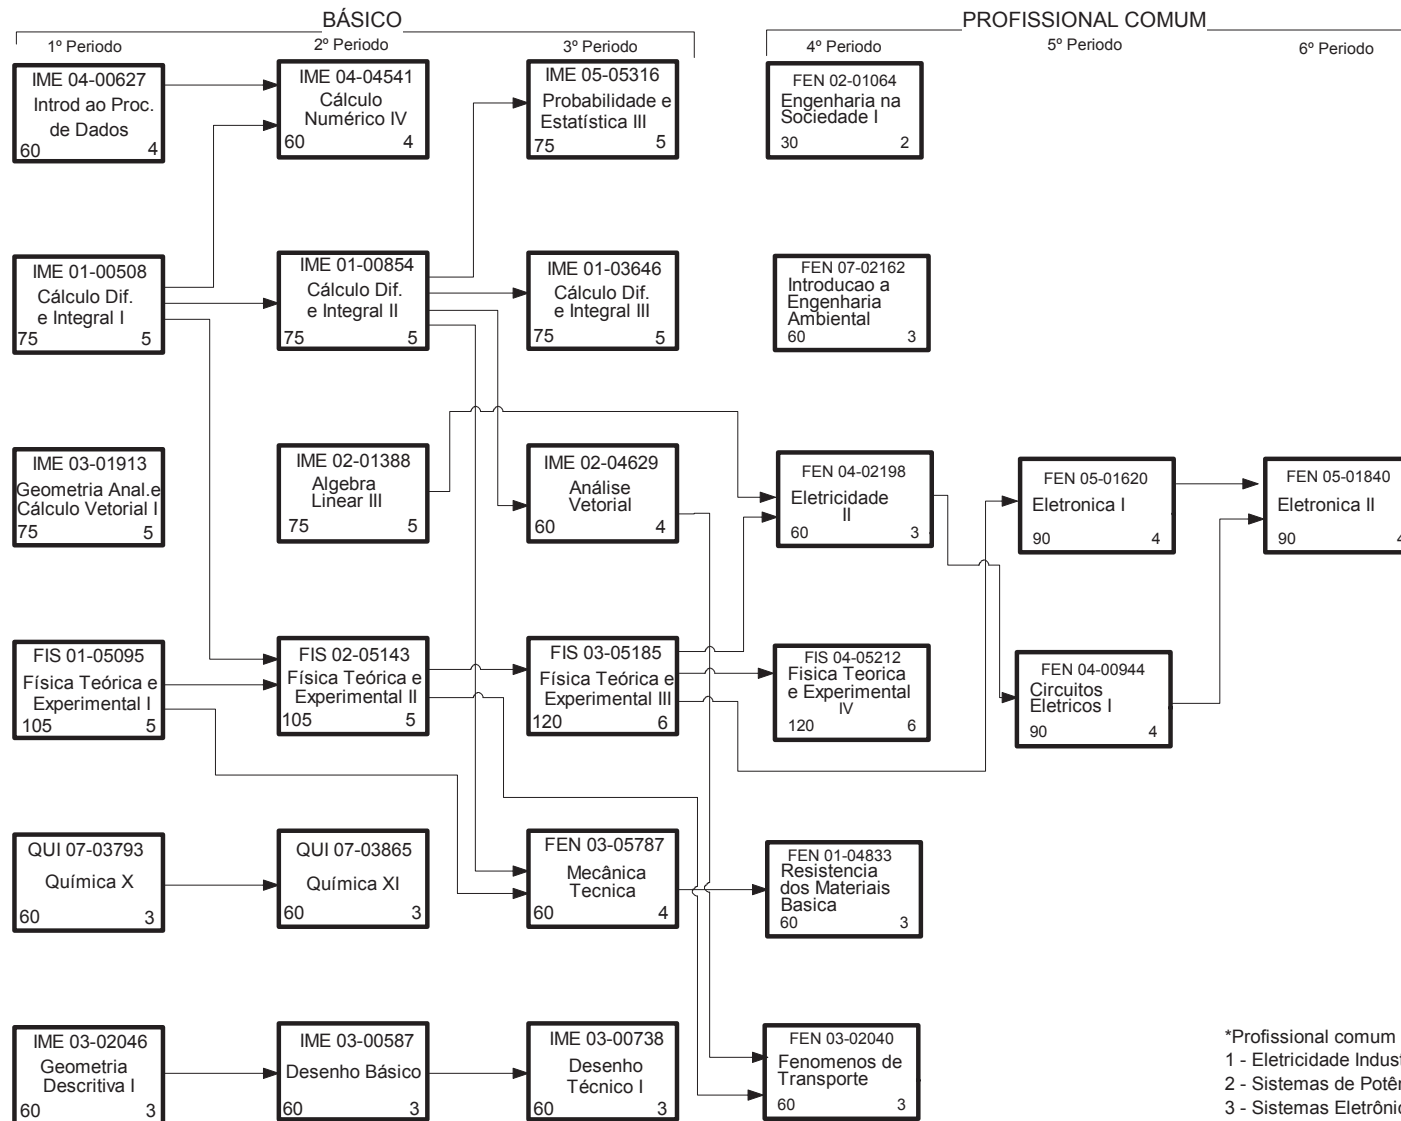 BÁSICO
PROFISSIONAL COMUM
1º Periodo
2º Periodo
3º Periodo
4º Periodo
5º Periodo
6º Periodo
IME 04-00627
Introd ao Proc.
de Dados
60 4
IME 04-04541
Cálculo
Numérico IV
60 4
IME 05-05316
Probabilidade e
Estatística III
75 5
FEN 02-01064
Engenharia na
Sociedade I
30 2
IME 01-00508
Cálculo Dif.
e Integral I
75 5
IME 01-00854
Cálculo Dif.
e Integral II
75 5
IME 01-03646
Cálculo Dif.
e Integral III
75 5
FEN 07-02162
Introducao a
Engenharia
Ambiental
60 3
IME 03-01913
Geometria Anal.e
Cálculo Vetorial I
75 5
IME 02-01388
Algebra
Linear III
75 5
IME 02-04629
Análise
Vetorial
60 4
FEN 04-02198
Eletricidade
II
60 3
FEN 05-01620
Eletronica I
90 4
FEN 05-01840
Eletronica II
90 4
FIS 01-05095
Física Teórica e
Experimental I
105 5
FIS 02-05143
Física Teórica e
Experimental II
105 5
FIS 03-05185
Física Teórica e
Experimental III
120 6
FIS 04-05212
Fisica Teorica
e Experimental
IV
120 6
FEN 04-00944
Circuitos
Eletricos I
90 4
QUI 07-03793
Química X
60 3
QUI 07-03865
Química XI
60 3
FEN 03-05787
Mecânica
Tecnica
60 4
FEN 01-04833
Resistencia
dos Materiais
Basica
60 3
IME 03-02046
Geometria
Descritiva I
60 3
IME 03-00587
Desenho Básico
60 3
IME 03-00738
Desenho
Técnico I
60 3
FEN 03-02040
Fenomenos de
Transporte
60 3
*Profissional comum
1 - Eletricidade Indus
2 - Sistemas de Potên
3 - Sistemas Eletrônic